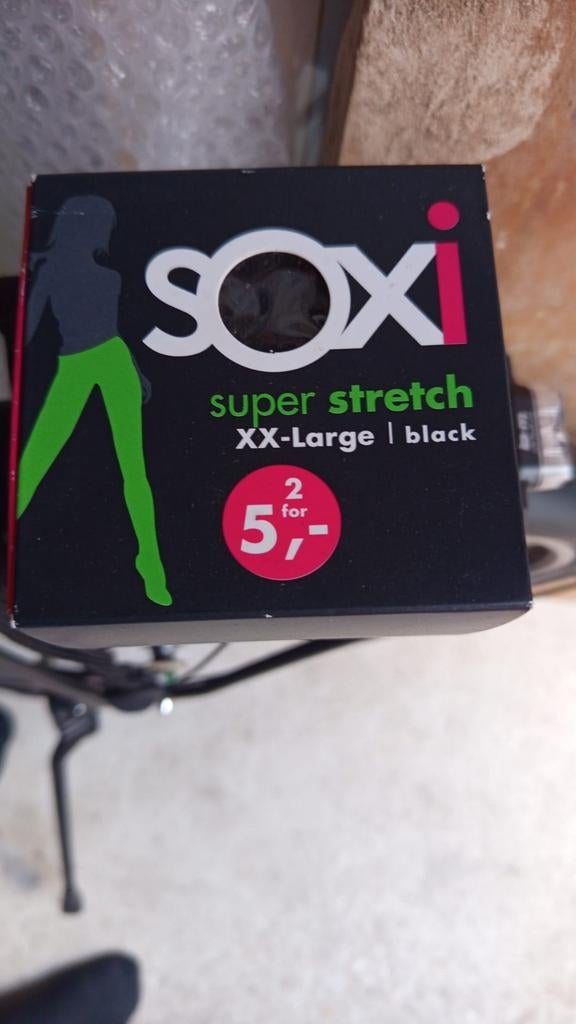 soxi
super stretch
XX-Large | black
2
for
5,-